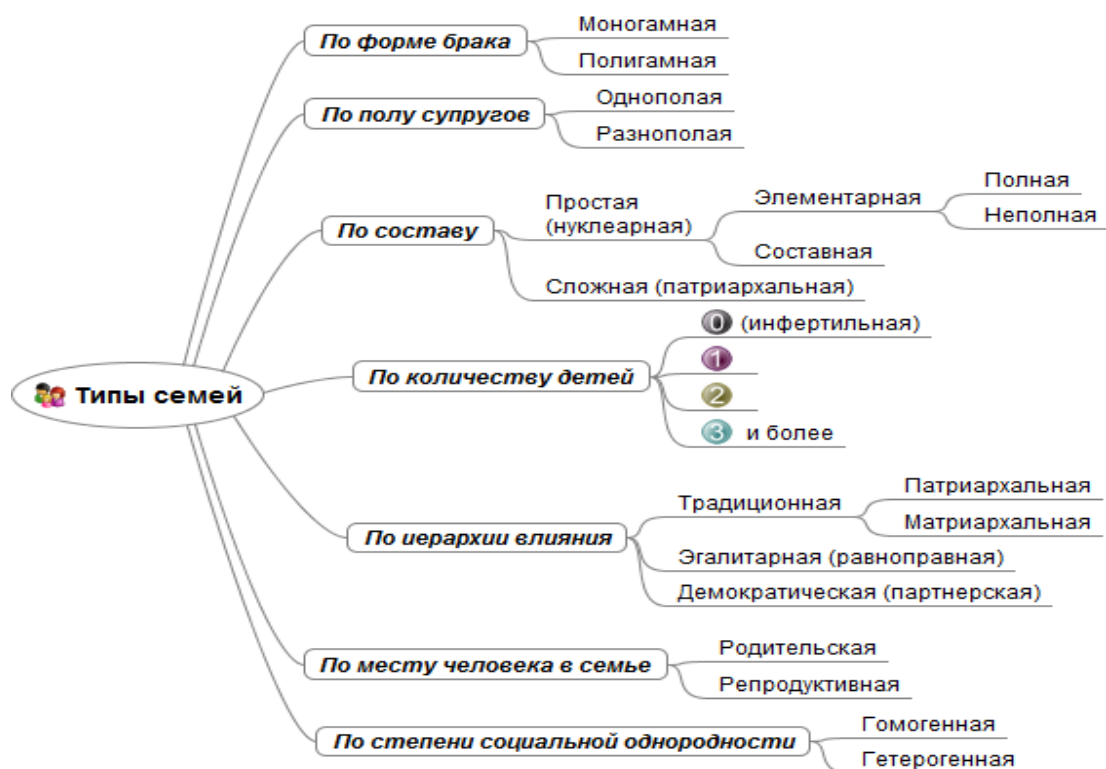 По форме брака
Моногамная
Полигамная
По полу супругов
Однополая
Разнополая
По составу
Простая
(нуклеарная)
Элементарная
Полная
Неполная
Составная
Сложная (патриархальная)
По количеству детей
0 (инфертильная)
1
2
3 и более
Типы семей
По иерархии влияния
Традиционная
Патриархальная
Матриархальная
Эгалитарная (равноправная)
Демократическая (партнерская)
По месту человека в семье
Родительская
Репродуктивная
По степени социальной однородности
Гомогенная
Гетерогенная